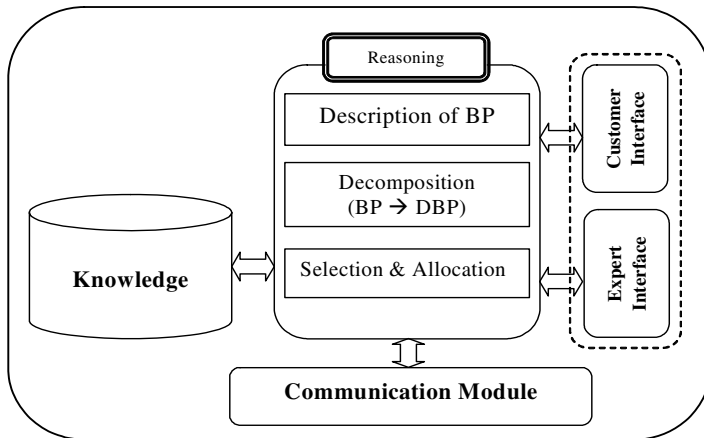 Reasoning
Description of BP
Decomposition
(BP → DBP)
Selection & Allocation
Knowledge
Customer
Interface
Expert
Interface
Communication Module